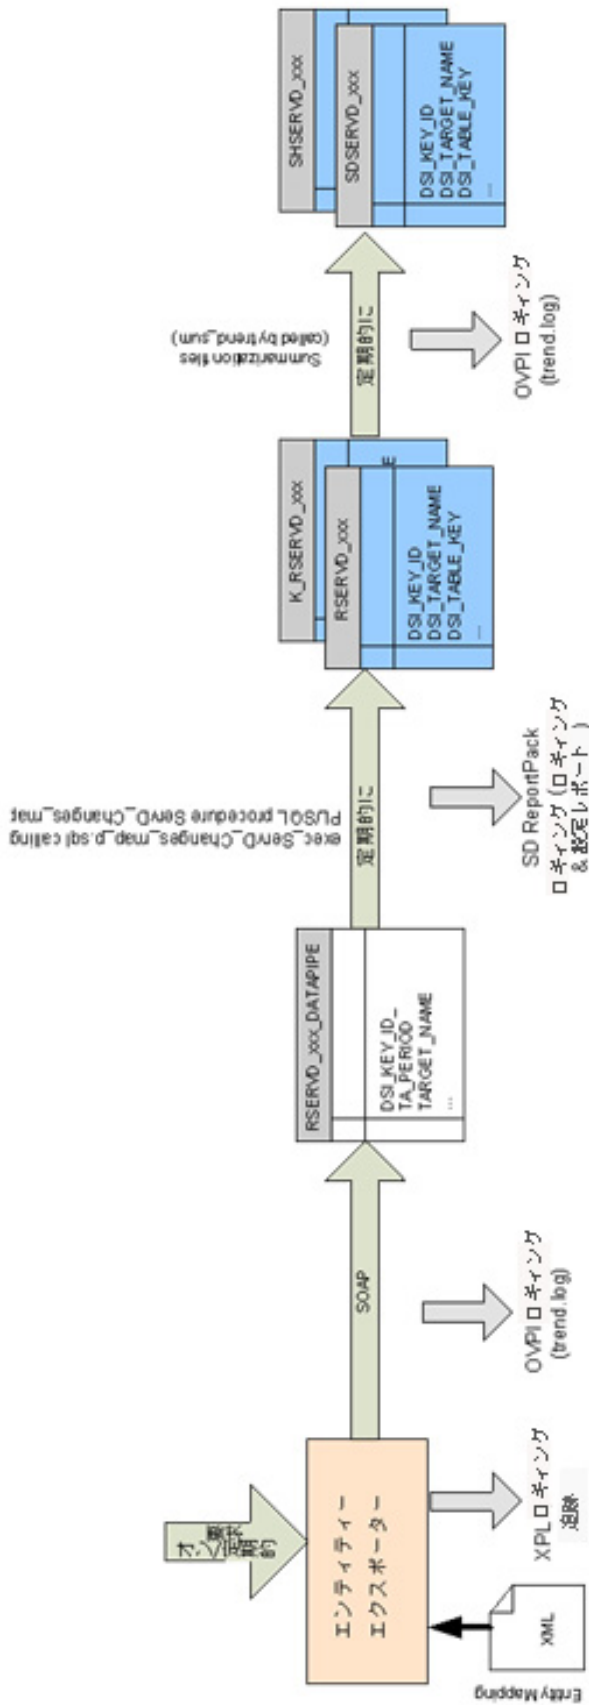 オン要求
定期的
エンティティー
エクスポーター
Entity Mapping
XML
XPLロギィング
追跡
SOAP
OVPIロギィング
(trend.log)
RSERVD_xxx_DATAPIPE
DSI_KEY_ID_
TA_PERIOD
TARGET_NAME
...
exec_ServD_Changes_map_p.sql calling
PL/SQL procedure ServD_Changes_map
定期的に
SD ReportPack
ロギィング (ロギィング
& 設定レポート )
K_RSERVD_xxx
E
RSERVD_xxx
DSI_KEY_ID
DSI_TARGET_NAME
DSI_TABLE_KEY
...
Summarization files
(called by trend_sum)
定期的に
OVPIロギィング
(trend.log)
SHSERVD_xxx
SDSERVD_xxx
DSI_KEY_ID
DSI_TARGET_NAME
DSI_TABLE_KEY
...